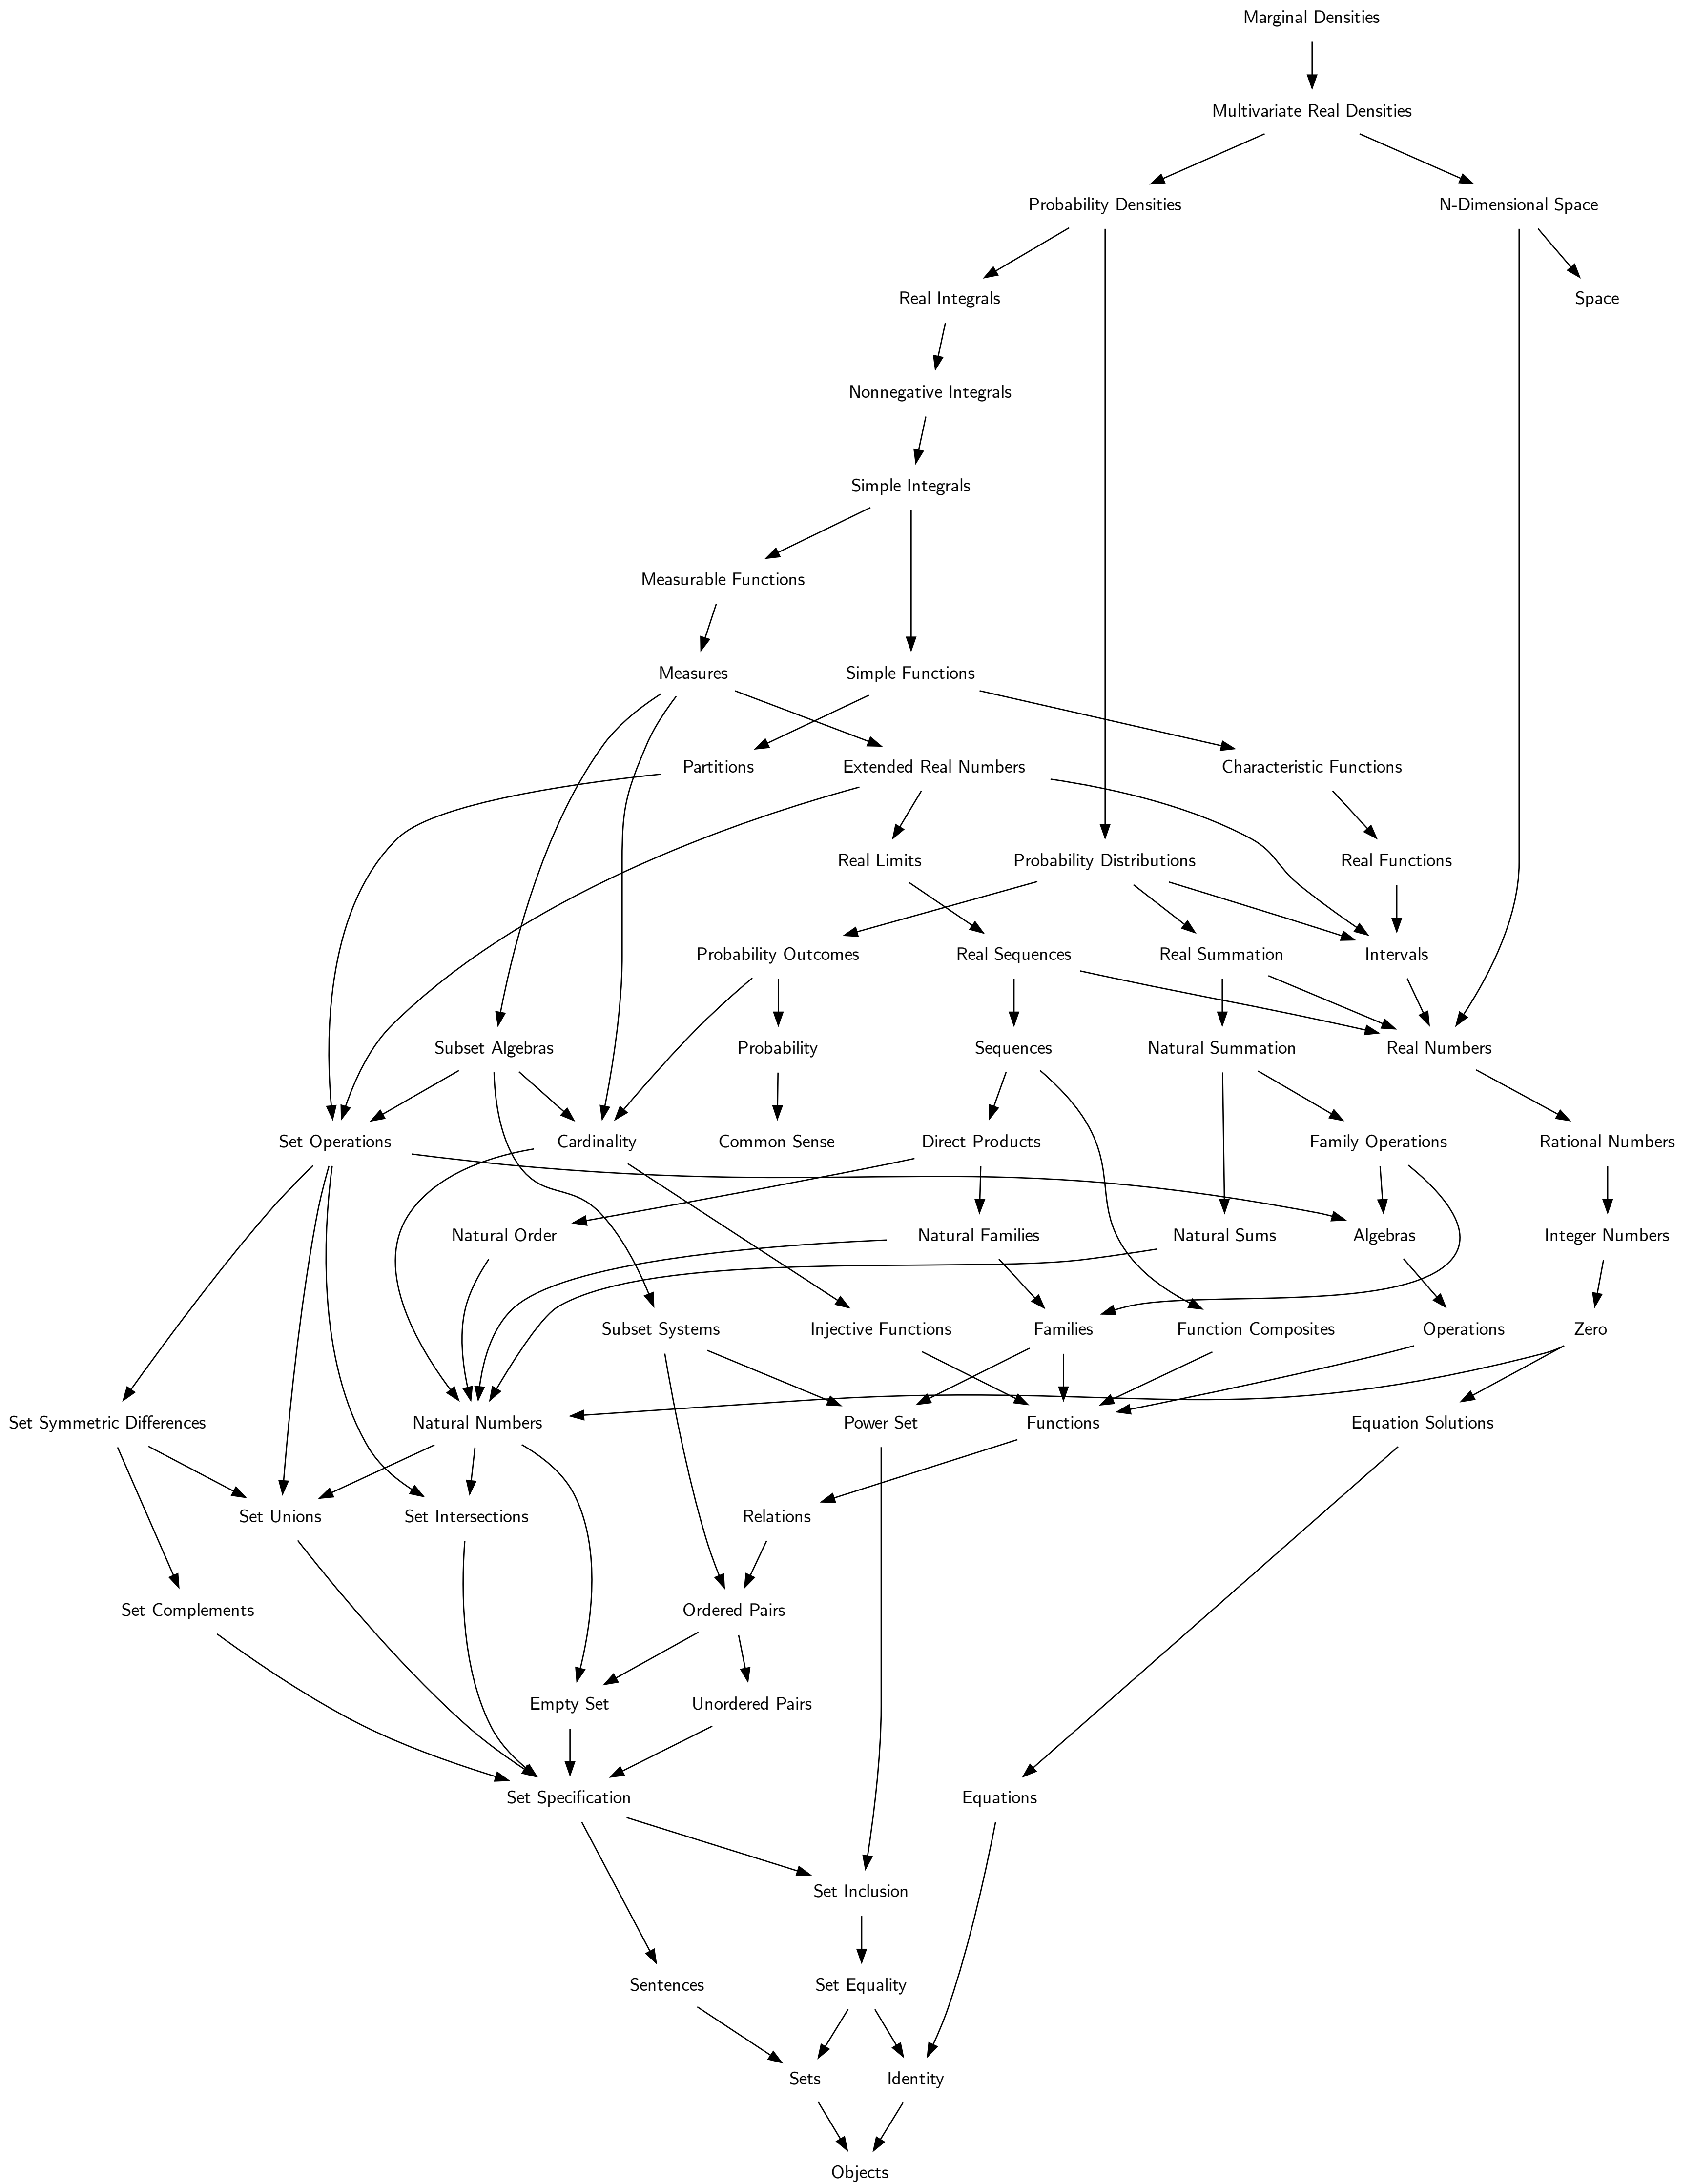 Marginal Densities
Multivariate Real Densities
Probability Densities
N-Dimensional Space
Real Integrals
Space
Nonnegative Integrals
Simple Integrals
Measurable Functions
Measures
Simple Functions
Partitions
Extended Real Numbers
Characteristic Functions
Real Limits
Probability Distributions
Real Functions
Probability Outcomes
Real Sequences
Real Summation
Intervals
Subset Algebras
Probability
Sequences
Natural Summation
Real Numbers
Set Operations
Cardinality
Common Sense
Direct Products
Family Operations
Rational Numbers
Natural Order
Natural Families
Natural Sums
Algebras
Integer Numbers
Subset Systems
Injective Functions
Families
Function Composites
Operations
Zero
Set Symmetric Differences
Natural Numbers
Power Set
Functions
Equation Solutions
Set Unions
Set Intersections
Relations
Set Complements
Ordered Pairs
Empty Set
Unordered Pairs
Set Specification
Equations
Set Inclusion
Sentences
Set Equality
Sets
Identity
Objects